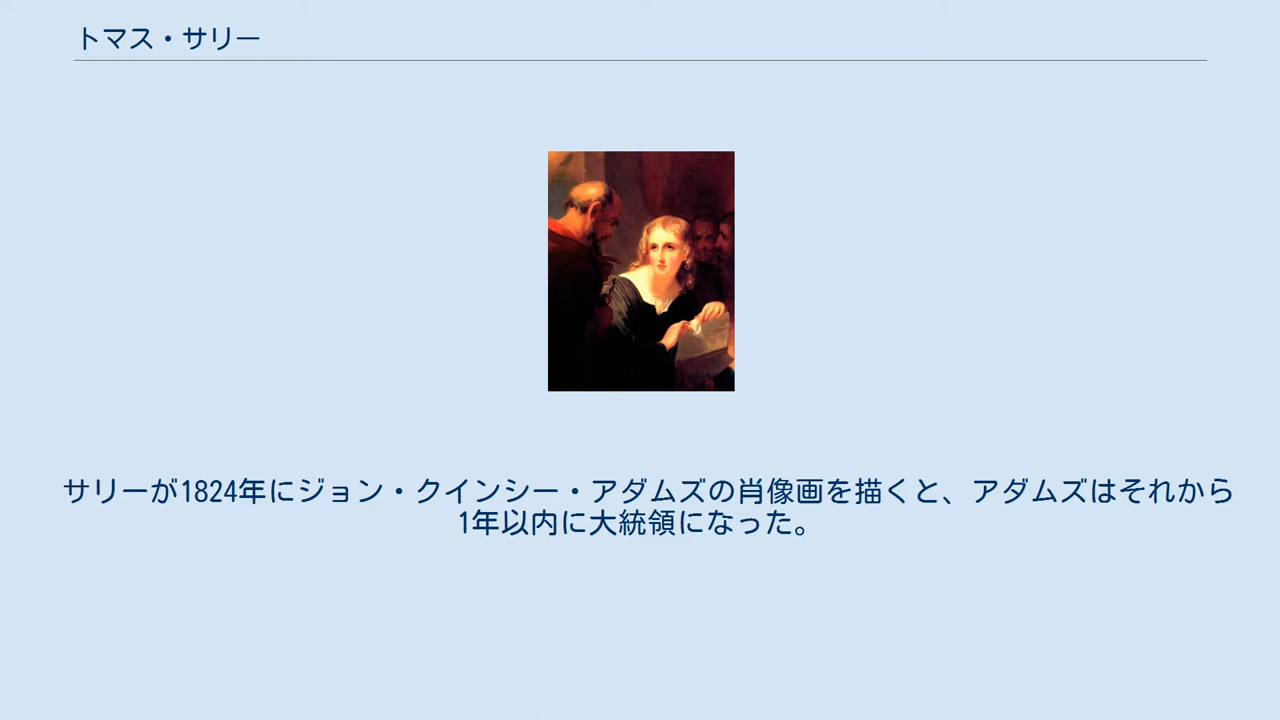 トマス・サリー
サリーが1824年にジョン・クインシー・アダムズの肖像画を描くと、アダムズはそれから
1年以内に大統領になった。